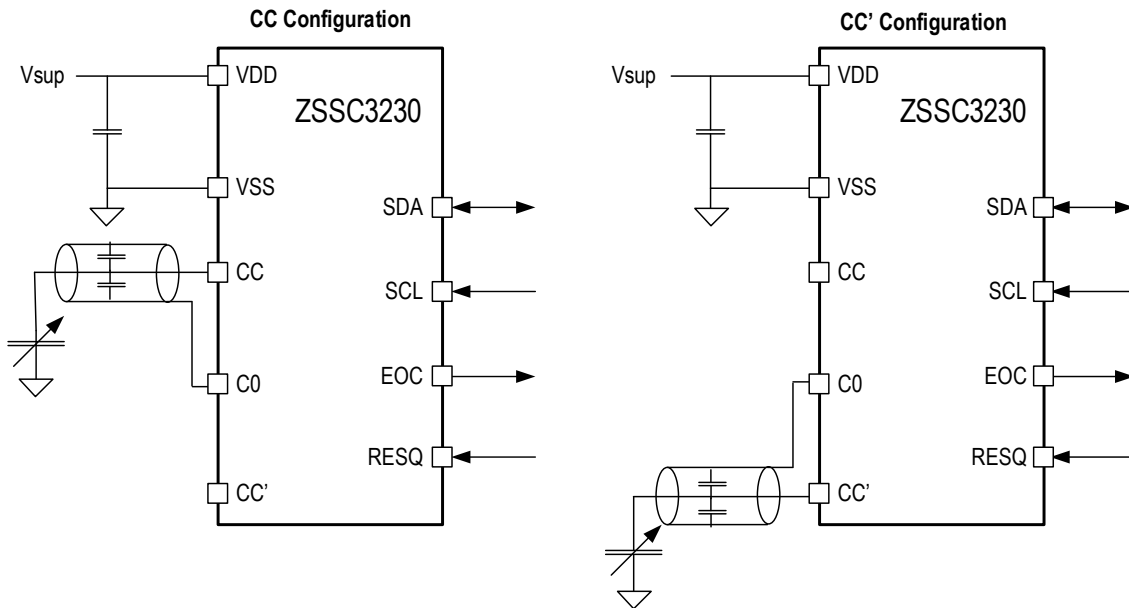 CC Configuration
Vsup
VDD
ZSSC3230
VSS
SDA
CC
SCL
C0
EOC
RESQ
CC’
CC’ Configuration
Vsup
VDD
ZSSC3230
VSS
SDA
CC
SCL
C0
EOC
RESQ
CC’